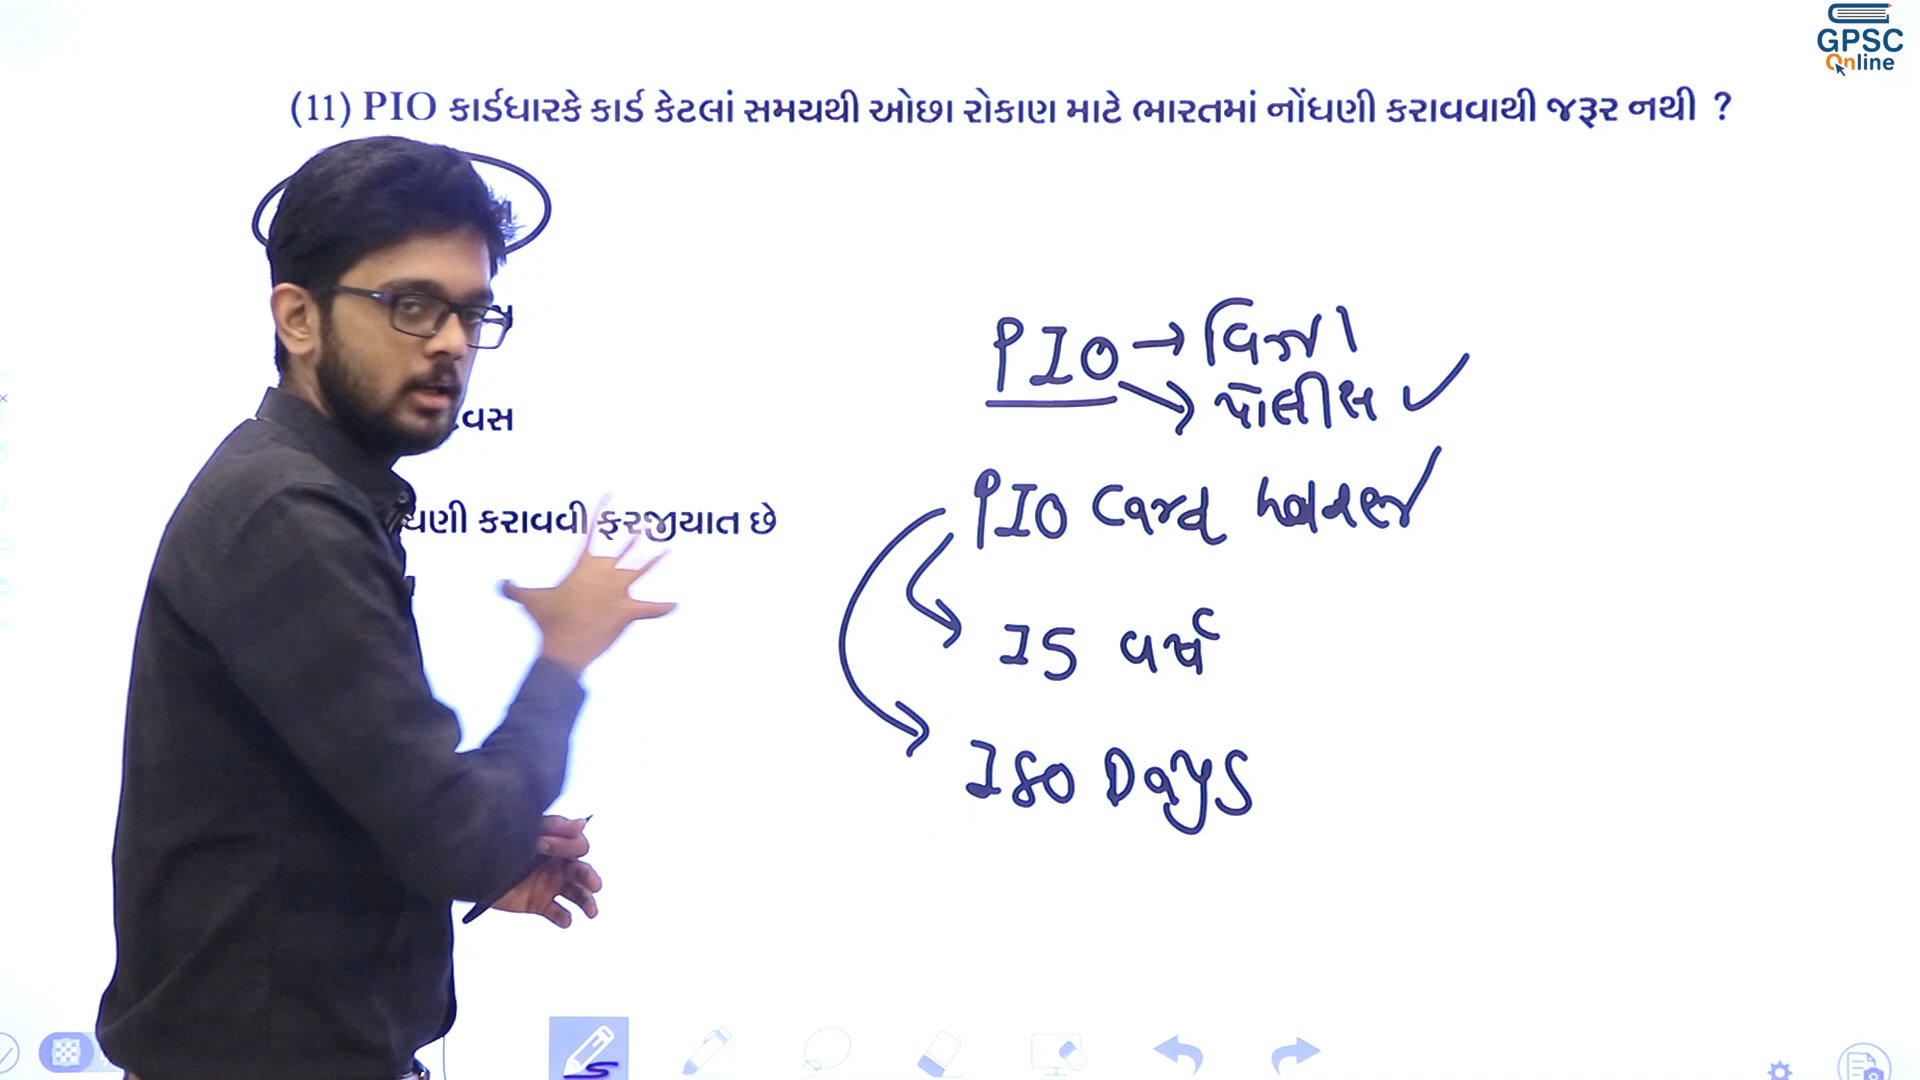 GPSC
Online
(11) PIO કાર્ડધારકે કાર્ડ કેટલાં સમયથી ઓછા રોકાણ માટે ભારતમાં નોંધણી કરાવવાથી જરૂર નથી ?
PIO → વિઝા
પોલીસ
કરાવવી ફરજીયાત છે
PIO Card
15 વર્ષ
180 Days